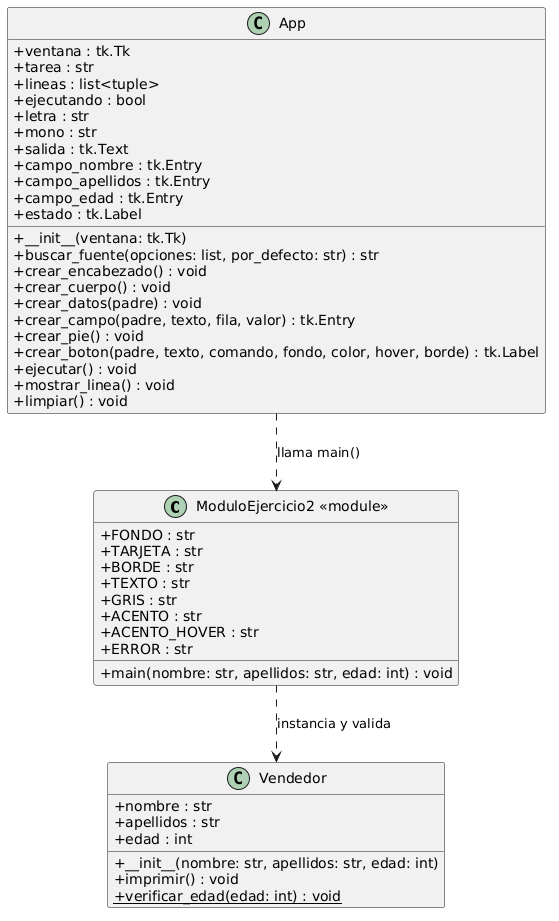 C App
+ventana : tk.Tk
+tarea : str
+lineas : list<tuple>
+ejecutando : bool
+letra : str
+mono : str
+salida : tk.Text
+campo_nombre : tk.Entry
+campo_apellidos : tk.Entry
+campo_edad : tk.Entry
+estado : tk.Label
+__init__(ventana: tk.Tk)
+buscar_fuente(opciones: list, por_defecto: str) : str
+crear_encabezado() : void
+crear_cuerpo() : void
+crear_datos(padre) : void
+crear_campo(padre, texto, fila, valor) : tk.Entry
+crear_pie() : void
+crear_boton(padre, texto, comando, fondo, color, hover, borde) : tk.Label
+ejecutar() : void
+mostrar_linea() : void
+limpiar() : void
llama main()
C ModuloEjercicio2 «module»
+FONDO : str
+TARJETA : str
+BORDE : str
+TEXTO : str
+GRIS : str
+ACENTO : str
+ACENTO_HOVER : str
+ERROR : str
+main(nombre: str, apellidos: str, edad: int) : void
instancia y valida
C Vendedor
+nombre : str
+apellidos : str
+edad : int
+__init__(nombre: str, apellidos: str, edad: int)
+imprimir() : void
+verificar_edad(edad: int) : void